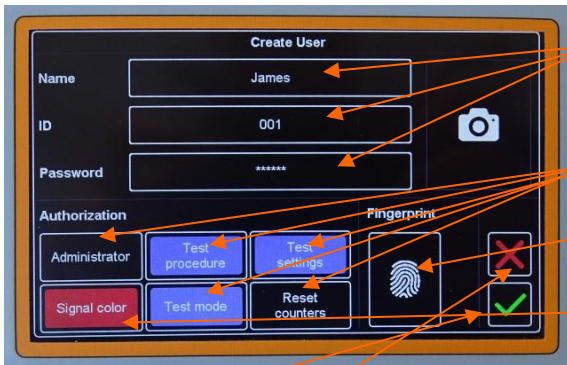 Create User
Name
James
ID
001
Password
******
Authorization
Fingerprint
Administrator
Test
procedure
Test
settings
Signal color
Test mode
Reset
counters